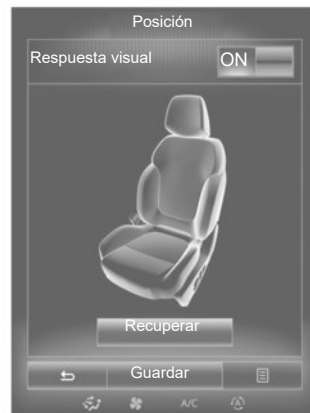 Posición
Respuesta visual
ON
Recuperar
Guardar
A/C